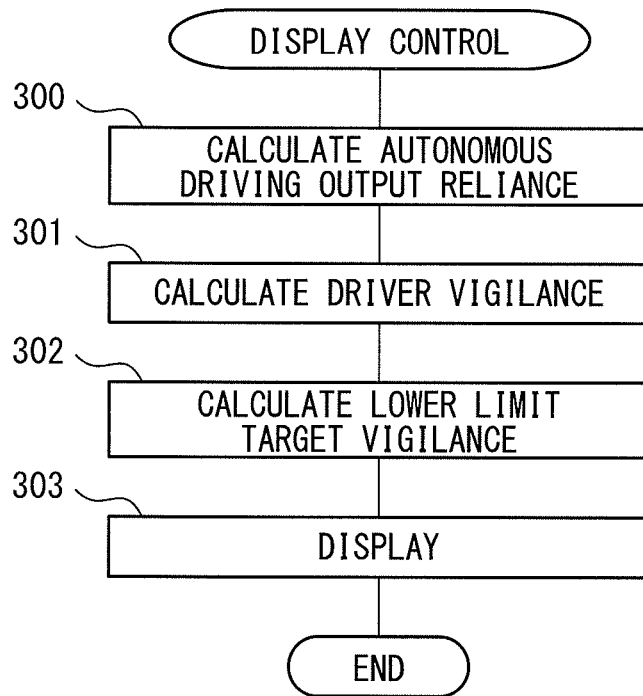 DISPLAY CONTROL
300
CALCULATE AUTONOMOUS
DRIVING OUTPUT RELIANCE
301
CALCULATE DRIVER VIGILANCE
302
CALCULATE LOWER LIMIT
TARGET VIGILANCE
303
DISPLAY
END